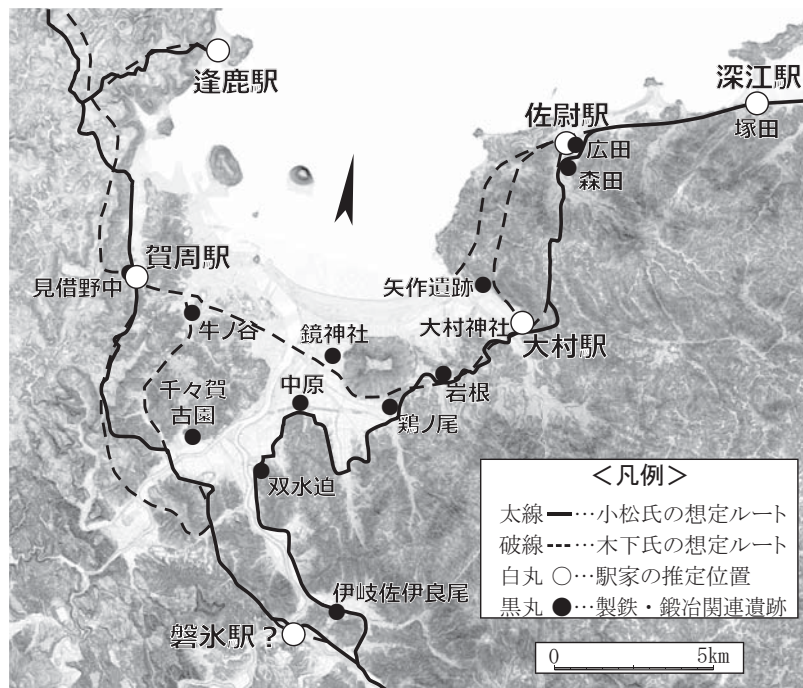 逢鹿駅
深江駅
塚田
佐尉駅
広田
森田
賀周駅
見借野中
矢作遺跡
牛ノ谷
鏡神社
大村神社
大村駅
千々賀
古園
中原
岩根
鶏ノ尾
双水迫
伊岐佐伊良尾
磐氷駅?
<凡例>
太線 …小松氏の想定ルート
破線 …木下氏の想定ルート
白丸 ○…駅家の推定位置
黒丸 ●…製鉄・鍛冶関連遺跡
0 5km